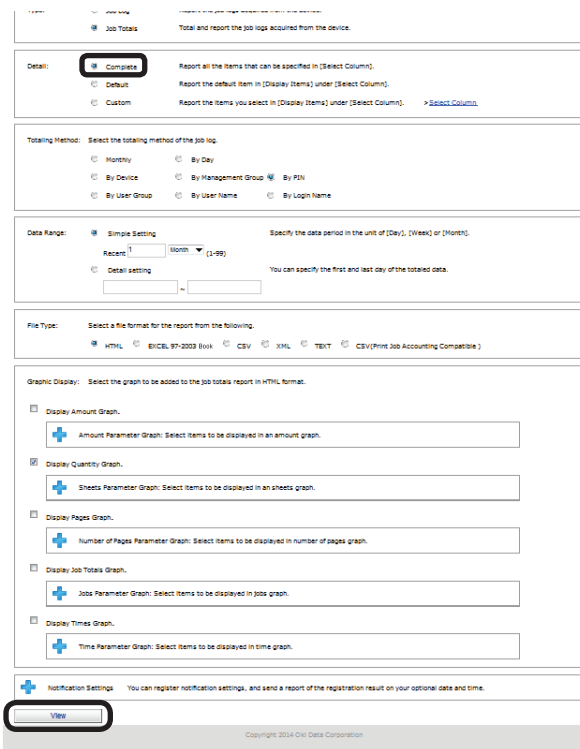 Job Totals Total and report the job logs acquired from the device.
Detail: Complete Report all the items that can be specified in [Select Column].
Default Report the default item in [Display Items] under [Select Column].
Custom Report the items you select in [Display Items] under [Select Column]. >Select Column
Totaling Method: Select the totaling method of the job log.
Monthly By Day
By Device By Management Group By PIN
By User Group By User Name By Login Name
Data Range: Simple Setting Specify the data period in the unit of [Day], [Week] or [Month].
Recent 1 Month (1-99)
Detail setting You can specify the first and last day of the totaled data.
~
File Type: Select a file format for the report from the following.
HTML EXCEL 97-2003 Book CSV XML TEXT CSV(Print Job Accounting Compatible )
Graphic Display: Select the graph to be added to the job totals report in HTML format.
Display Amount Graph.
Amount Parameter Graph: Select items to be displayed in an amount graph.
Display Quantity Graph.
Sheets Parameter Graph: Select items to be displayed in an sheets graph.
Display Pages Graph.
Number of Pages Parameter Graph: Select items to be displayed in number of pages graph.
Display Job Totals Graph.
Jobs Parameter Graph: Select items to be displayed in jobs graph.
Display Times Graph.
Time Parameter Graph: Select items to be displayed in time graph.
Notification Settings You can register notification settings, and send a report of the registration result on your optional date and time.
View
Copyright 2014 Oki Data Corporation